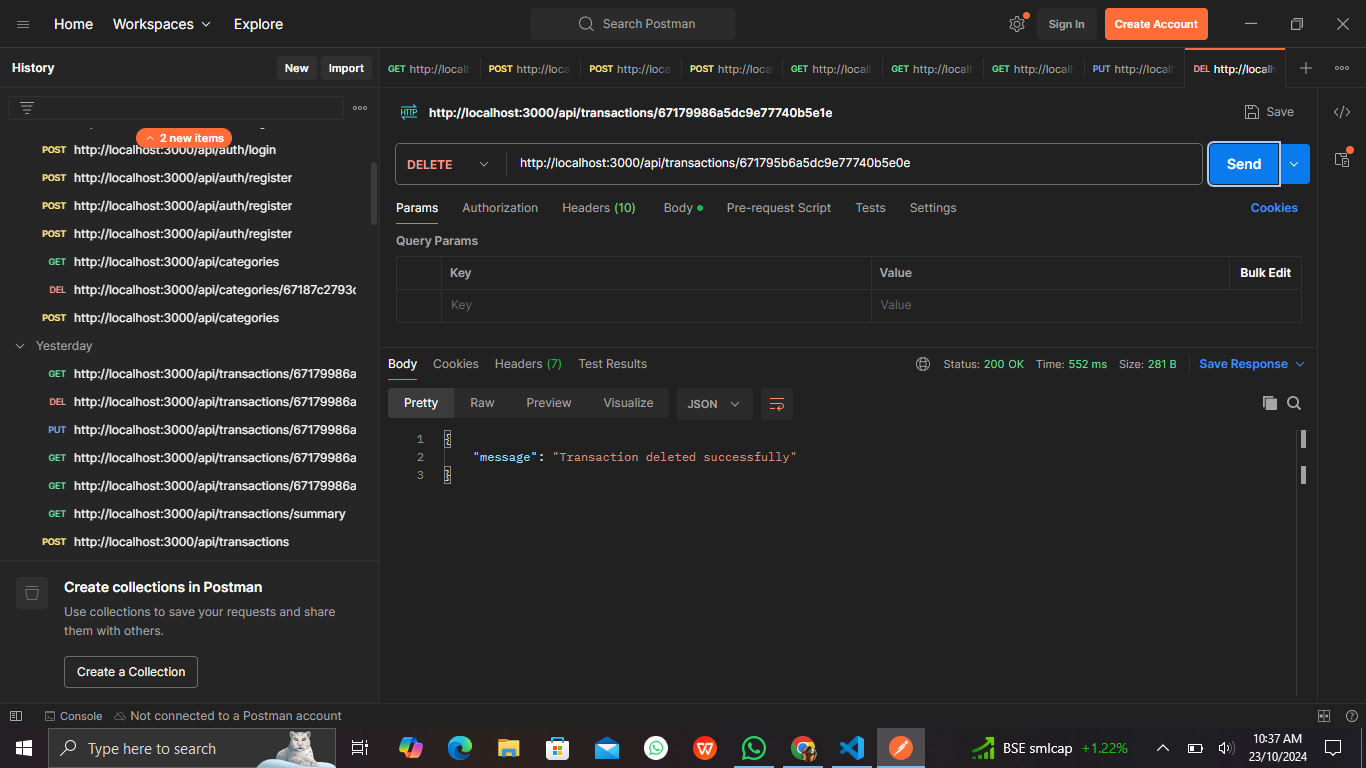 Home Workspaces Explore Search Postman Sign In Create Account
History New Import
GET http://locall POST http://loca POST http://loca POST http://loca GET http://locall GET http://locall GET http://locall PUT http://locall DEL http://locall
HTTP http://localhost:3000/api/transactions/67179986a5dc9e77740b5e1e Save
2 new items
POST http://localhost:3000/api/auth/login
POST http://localhost:3000/api/auth/register
POST http://localhost:3000/api/auth/register
POST http://localhost:3000/api/auth/register
GET http://localhost:3000/api/categories
DEL http://localhost:3000/api/categories/67187c2793c
POST http://localhost:3000/api/categories
Yesterday
GET http://localhost:3000/api/transactions/67179986a
DEL http://localhost:3000/api/transactions/67179986a
PUT http://localhost:3000/api/transactions/67179986a
GET http://localhost:3000/api/transactions/67179986a
GET http://localhost:3000/api/transactions/67179986a
GET http://localhost:3000/api/transactions/summary
POST http://localhost:3000/api/transactions
Create collections in Postman
Use collections to save your requests and share
them with others.
Create a Collection
DELETE http://localhost:3000/api/transactions/671795b6a5dc9e77740b5e0e Send
Params Authorization Headers (10) Body Pre-request Script Tests Settings Cookies
Query Params
Key Value Bulk Edit
Key Value
Body Cookies Headers (7) Test Results Status: 200 OK Time: 552 ms Size: 281 B Save Response
Pretty Raw Preview Visualize JSON
1 {
2 "message": "Transaction deleted successfully"
3 }
Console Not connected to a Postman account
Type here to search BSE smlcap +1.22% 10:37 AM
23/10/2024